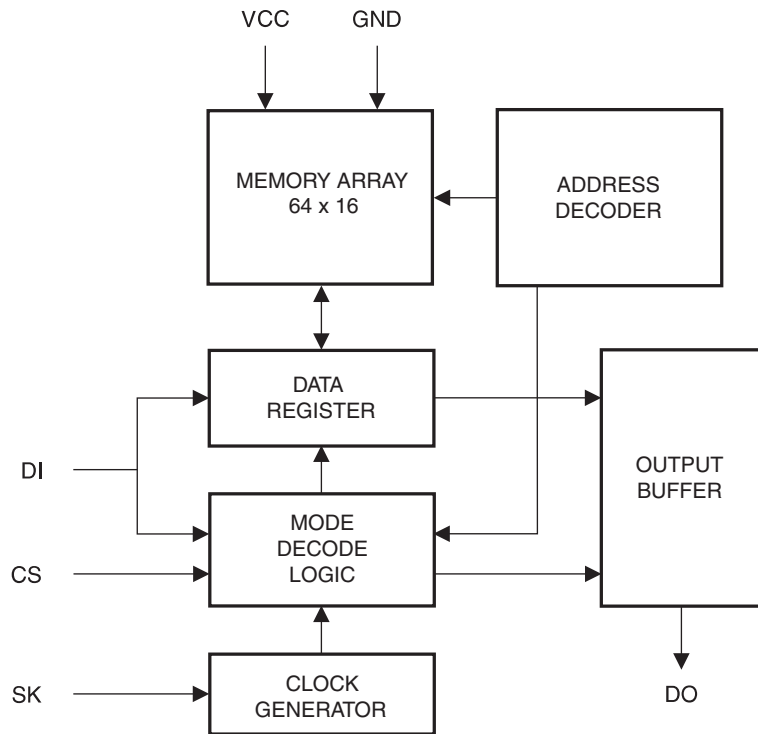 VCC
GND
MEMORY ARRAY
64 x 16
ADDRESS
DECODER
DATA
REGISTER
DI
OUTPUT
BUFFER
MODE
DECODE
LOGIC
CS
SK
CLOCK
GENERATOR
DO